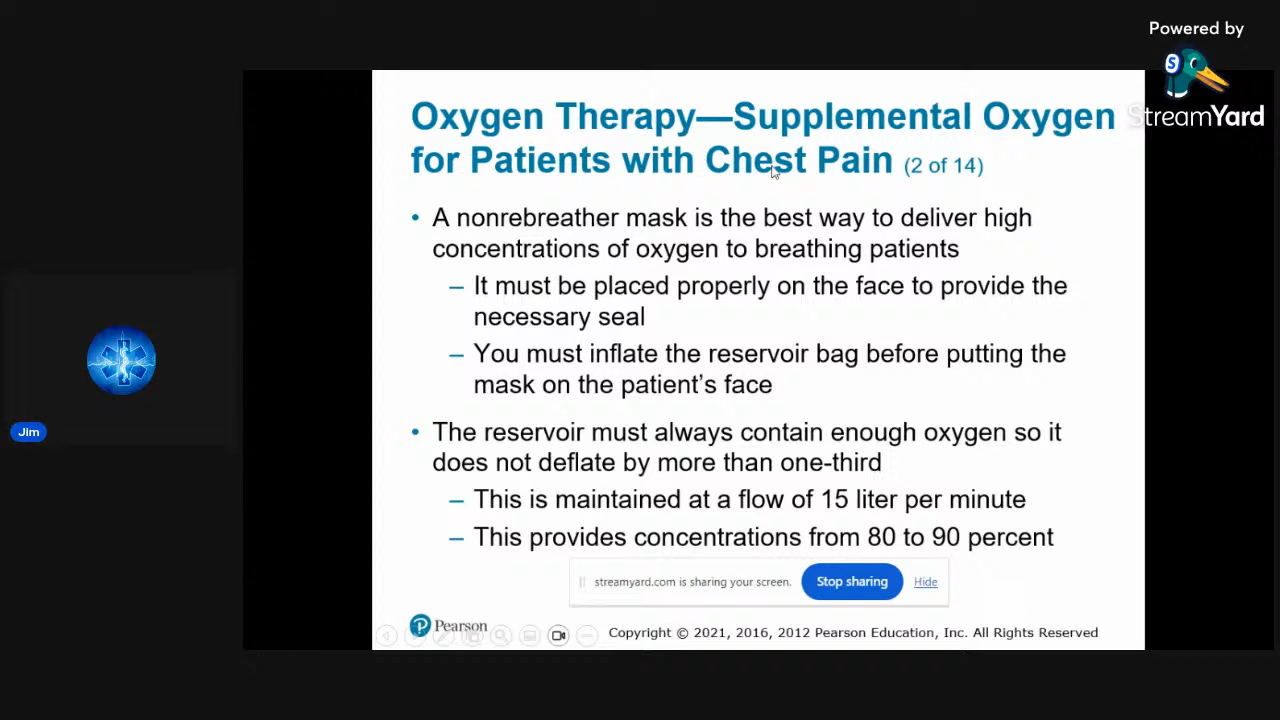 Powered by
S
StreamYard
Oxygen Therapy—Supplemental Oxygen
for Patients with Chest Pain (2 of 14)
• A nonrebreather mask is the best way to deliver high
concentrations of oxygen to breathing patients
– It must be placed properly on the face to provide the
necessary seal
– You must inflate the reservoir bag before putting the
mask on the patient’s face
• The reservoir must always contain enough oxygen so it
does not deflate by more than one-third
– This is maintained at a flow of 15 liter per minute
– This provides concentrations from 80 to 90 percent
Jim
streamyard.com is sharing your screen.
Stop sharing
Hide
P Pearson
Copyright © 2021, 2016, 2012 Pearson Education, Inc. All Rights Reserved